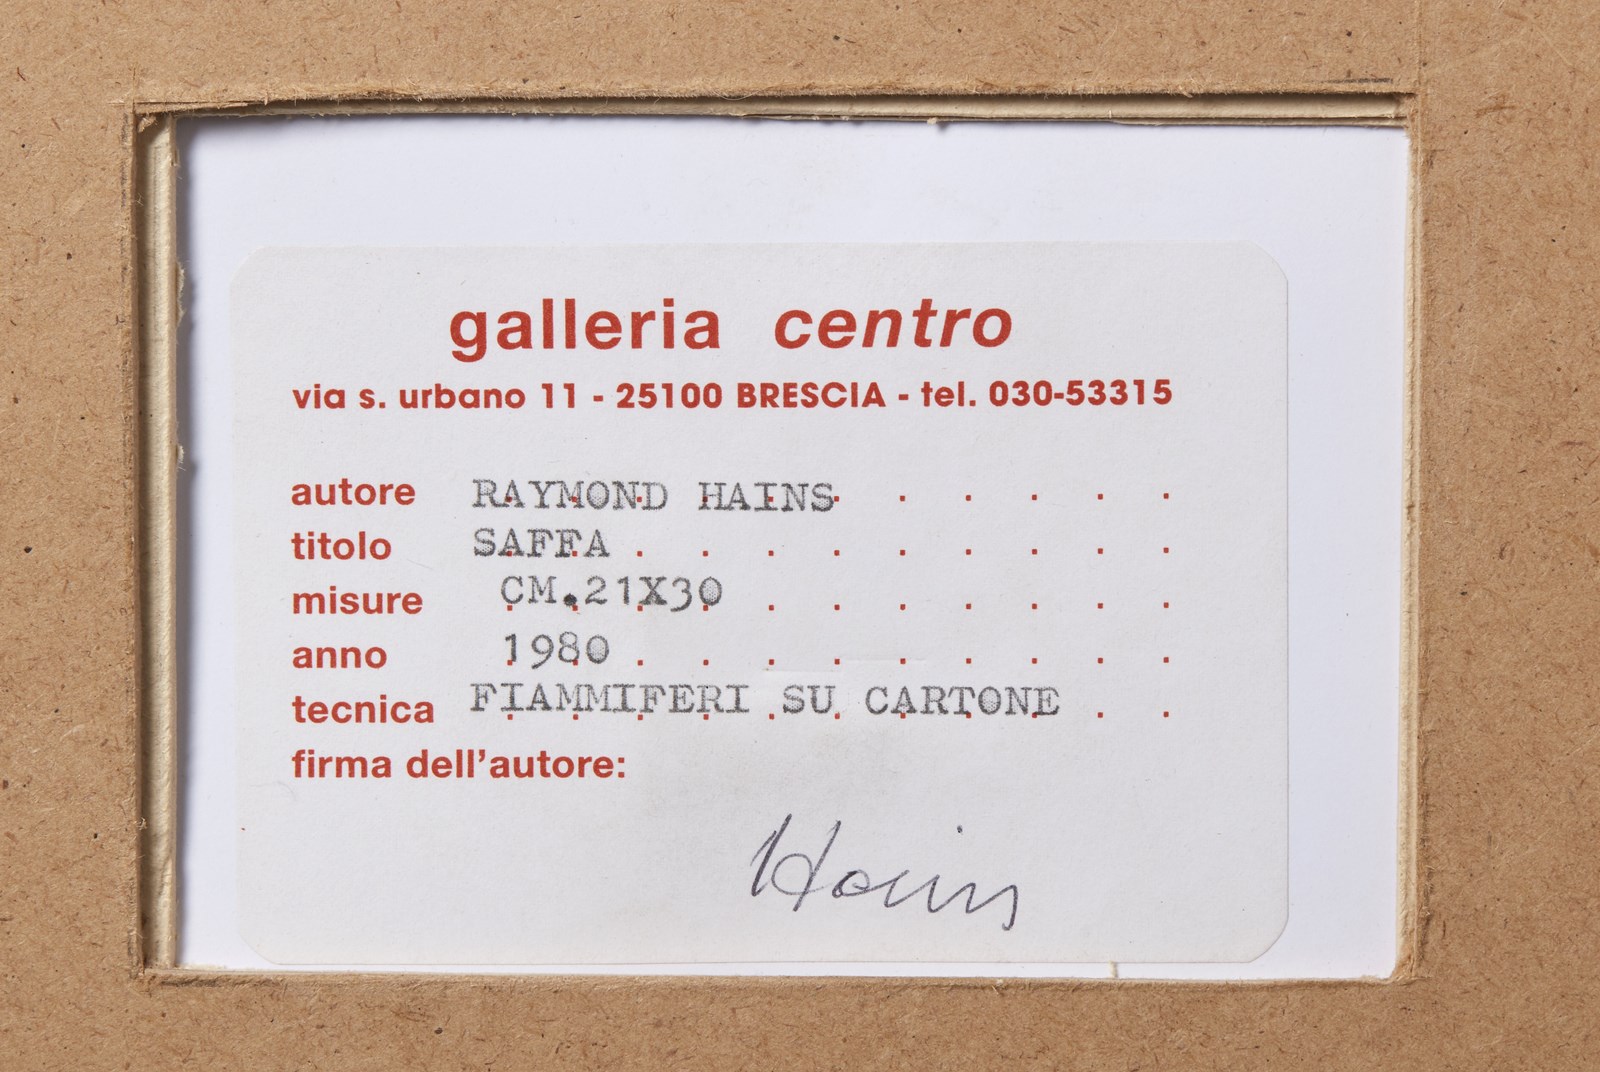 galleria centro
via s. urbano 11 - 25100 BRESCIA - tel. 030-53315
autore RAYMOND HAINS
titolo SAFFA
misure CM.21X30
anno 1980
tecnica FIAMMIFERI SU CARTONE
firma dell'autore:
Hains